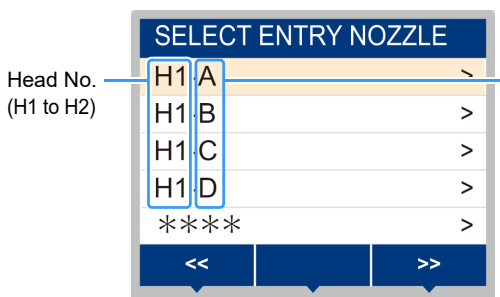 SELECT ENTRY NOZZLE
Head No.
(H1 to H2)
H1.A >
H1.B >
H1.C >
H1.D >
**** >
<< >>